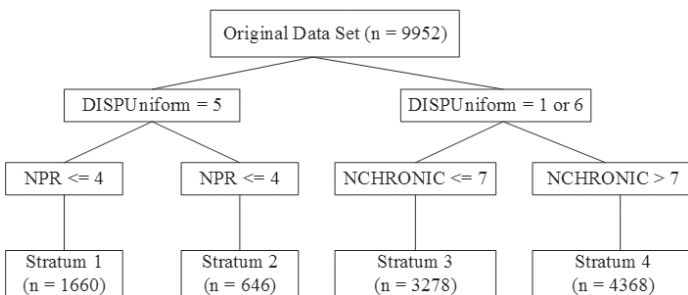 Original Data Set (n = 9952)
DISPUniform = 5
DISPUniform = 1 or 6
NPR <= 4
NPR <= 4
NCHRONIC <= 7
NCHRONIC > 7
Stratum 1
(n = 1660)
Stratum 2
(n = 646)
Stratum 3
(n = 3278)
Stratum 4
(n = 4368)